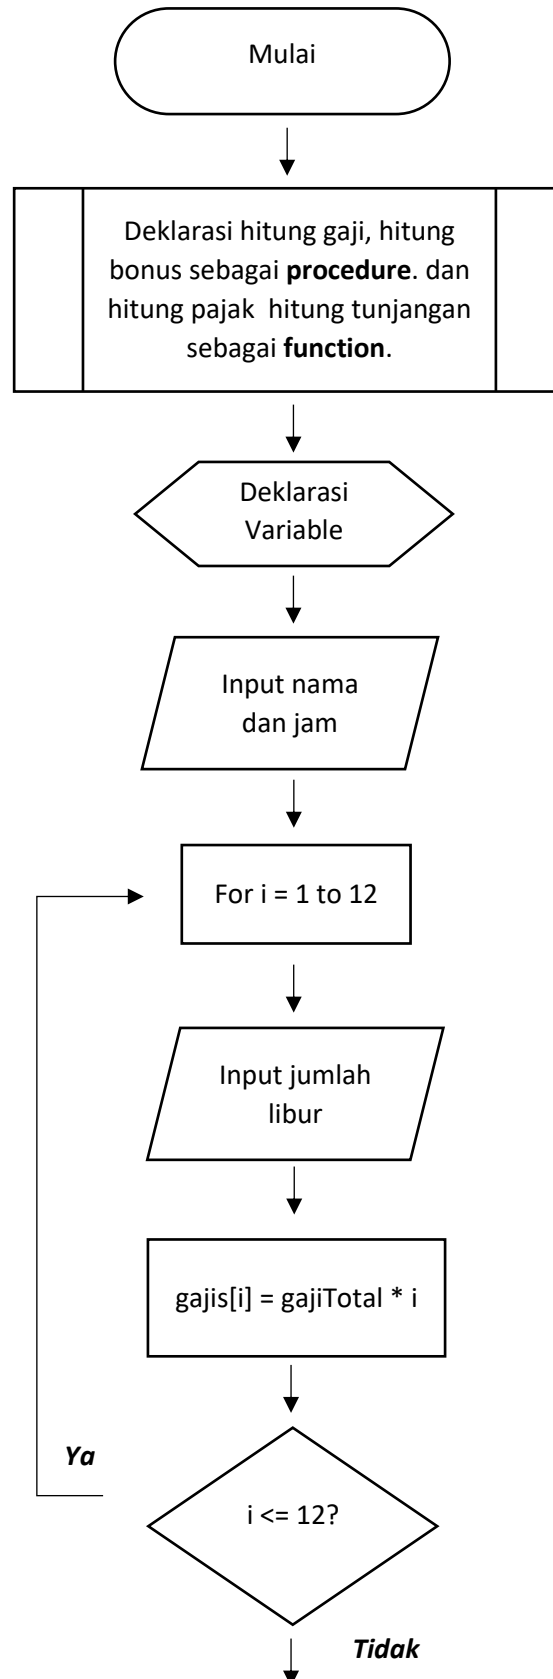 Mulai
Deklarasi hitung gaji, hitung
bonus sebagai procedure. dan
hitung pajak  hitung tunjangan
sebagai function.
Deklarasi
Variable
Input nama
dan jam
For i = 1 to 12
Input jumlah
libur
gajis[i] = gajiTotal * i
Ya
i <= 12?
Tidak